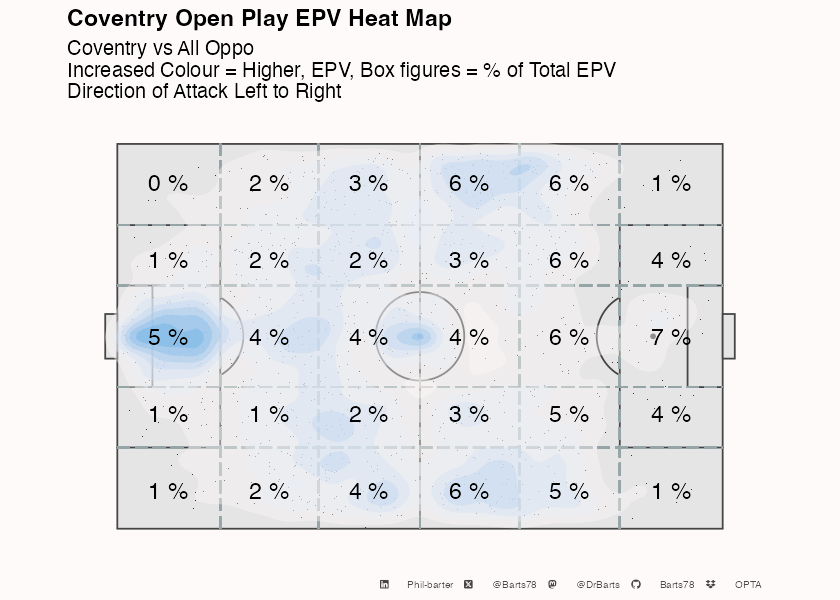 Coventry Open Play EPV Heat Map
Coventry vs All Oppo
Increased Colour = Higher, EPV, Box figures = % of Total EPV
Direction of Attack Left to Right
0 % 2 % 3 % 6 % 6 % 1 %
1 % 2 % 2 % 3 % 6 % 4 %
5 % 4 % 4 % 4 % 6 % 7 %
1 % 1 % 2 % 3 % 5 % 4 %
1 % 2 % 4 % 6 % 5 % 1 %
Phil-barter @Barts78 @DrBarts Barts78 OPTA